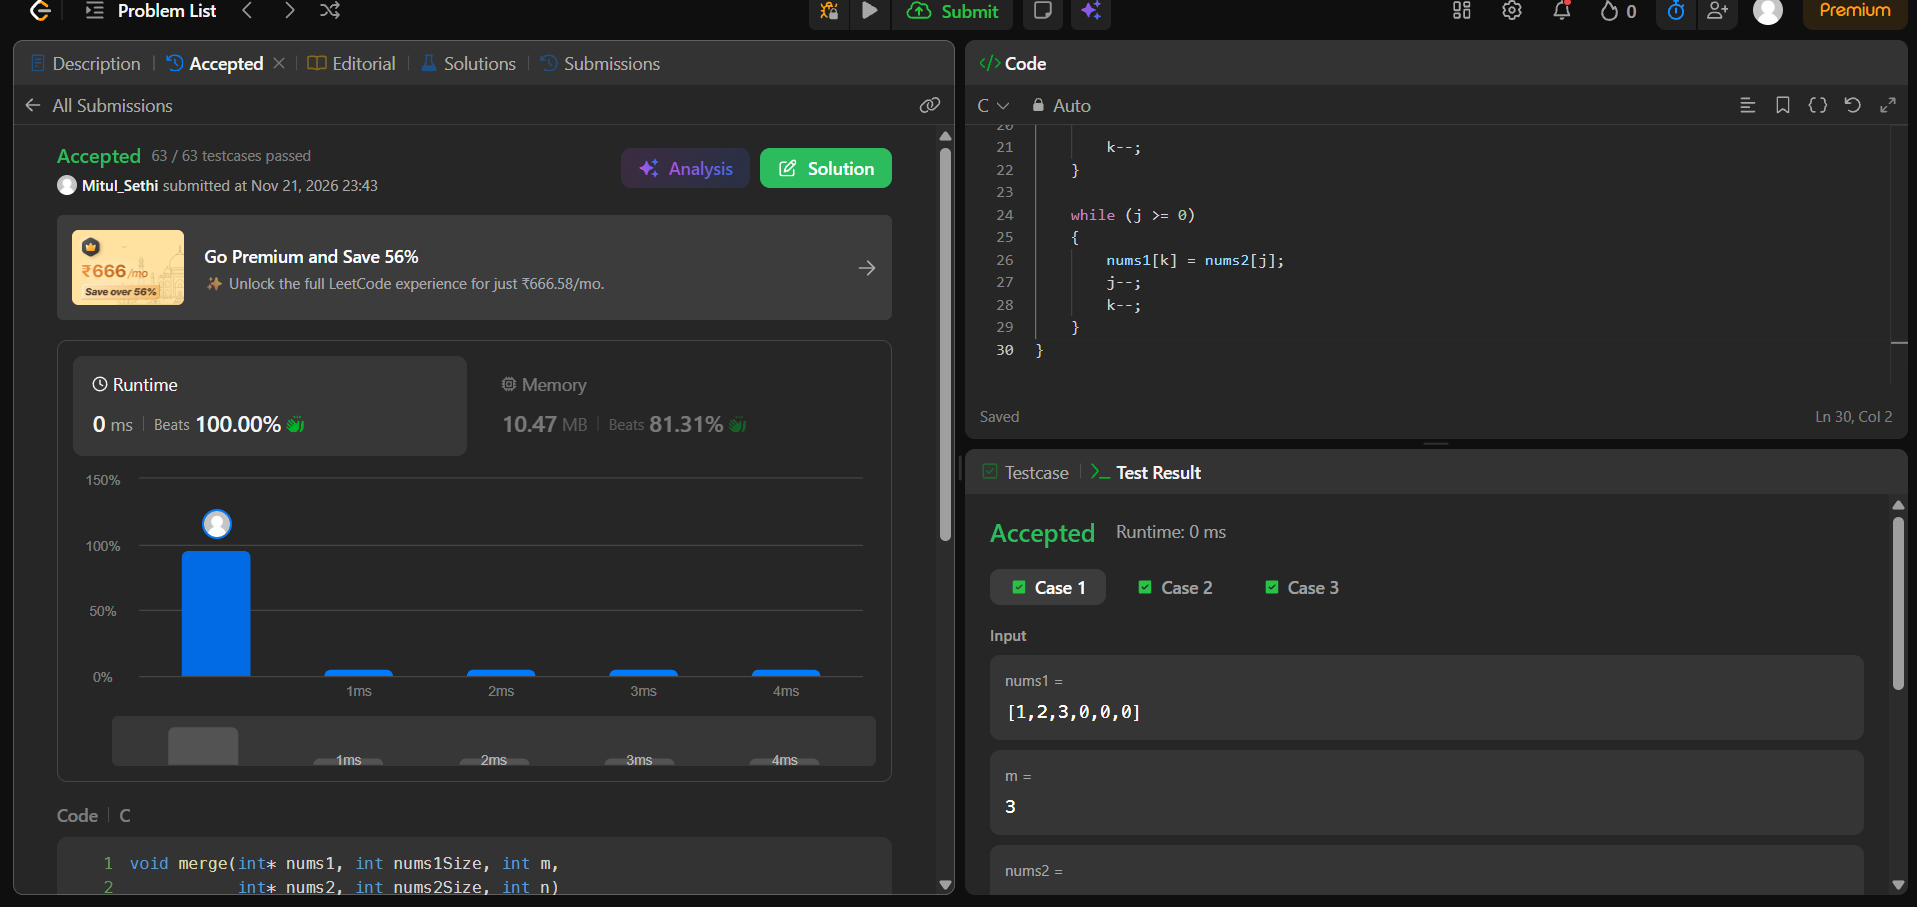 Problem List
Submit
0
Premium
Description
Accepted
Editorial
Solutions
Submissions
All Submissions
Accepted 63 / 63 testcases passed
Mitul_Sethi submitted at Nov 21, 2026 23:43
Analysis
Solution
₹666/mo
Save over 56%
Go Premium and Save 56%
✨ Unlock the full LeetCode experience for just ₹666.58/mo.
Runtime
0 ms Beats 100.00%
Memory
10.47 MB Beats 81.31%
150%
100%
50%
0%
1ms 2ms 3ms 4ms
1ms 2ms 3ms 4ms
Code C
1 void merge(int* nums1, int nums1Size, int m,
2 int* nums2, int nums2Size, int n)
</> Code
C Auto
20
21 k--;
22 }
23
24 while (j >= 0)
25 {
26 nums1[k] = nums2[j];
27 j--;
28 k--;
29 }
30 }
Saved
Ln 30, Col 2
Testcase
Test Result
Accepted Runtime: 0 ms
Case 1 Case 2 Case 3
Input
nums1 =
[1,2,3,0,0,0]
m =
3
nums2 =